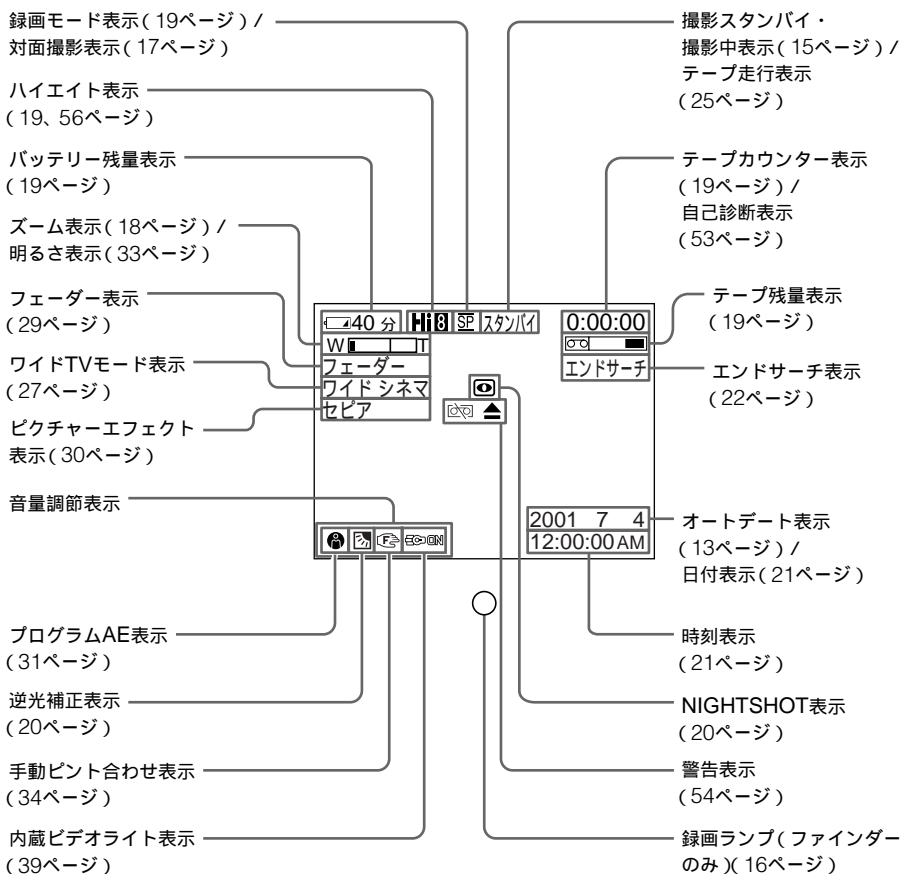 録画モード表示(19ページ)/
対面撮影表示(17ページ)
ハイエイト表示
(19、56ページ)
バッテリー残量表示
(19ページ)
ズーム表示(18ページ)/
明るさ表示(33ページ)
フェーダー表示
(29ページ)
ワイドTVモード表示
(27ページ)
ピクチャーエフェクト
表示(30ページ)
音量調節表示
プログラムAE表示
(31ページ)
逆光補正表示
(20ページ)
手動ピント合わせ表示
(34ページ)
内蔵ビデオライト表示
(39ページ)
40 分 Hi8 SP スタンバイ 0:00:00
W T
フェーダー エンドサーチ
ワイド シネマ
セピア
2001 7 4
F ON 12:00:00 AM
撮影スタンバイ・
撮影中表示(15ページ)/
テープ走行表示
(25ページ)
テープカウンター表示
(19ページ)/
自己診断表示
(53ページ)
テープ残量表示
(19ページ)
エンドサーチ表示
(22ページ)
オートデート表示
(13ページ)/
日付表示(21ページ)
時刻表示
(21ページ)
NIGHTSHOT表示
(20ページ)
警告表示
(54ページ)
録画ランプ(ファインダー
のみ)(16ページ)